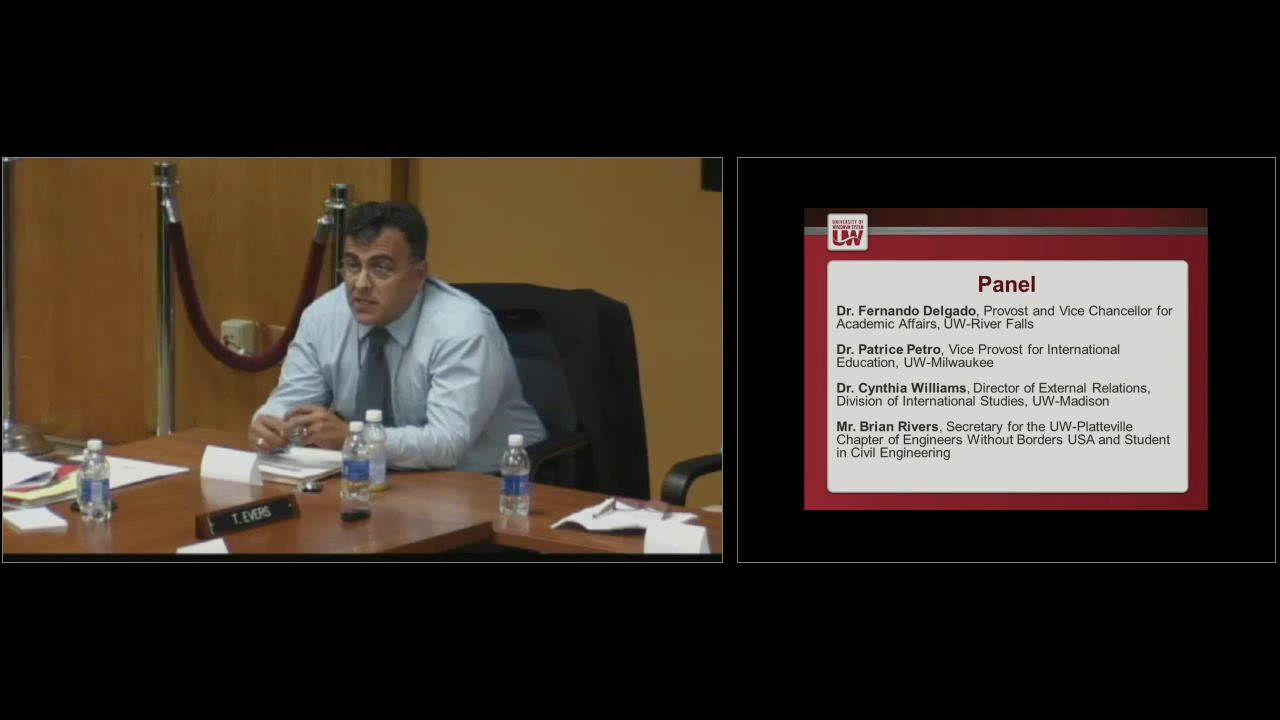 T. EVERS
UNIVERSITY OF
WISCONSIN SYSTEM
UW
Panel
Dr. Fernando Delgado, Provost and Vice Chancellor for
Academic Affairs, UW-River Falls
Dr. Patrice Petro, Vice Provost for International
Education, UW-Milwaukee
Dr. Cynthia Williams, Director of External Relations,
Division of International Studies, UW-Madison
Mr. Brian Rivers, Secretary for the UW-Platteville
Chapter of Engineers Without Borders USA and Student
in Civil Engineering